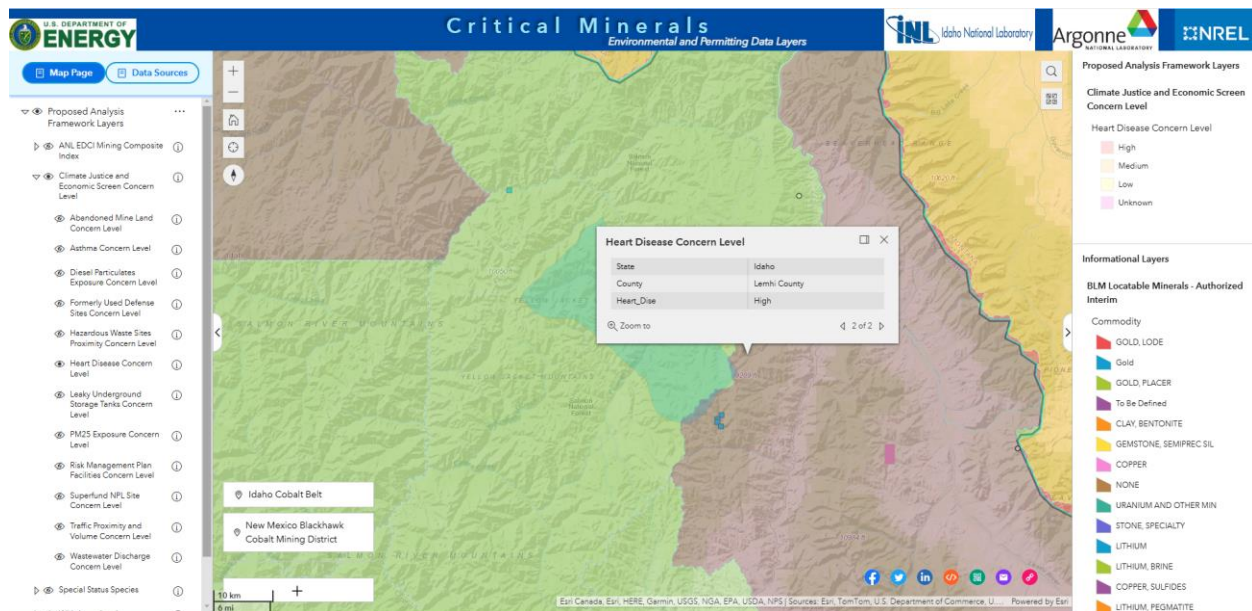 U.S. DEPARTMENT OF
ENERGY
Critical Minerals
Environmental and Permitting Data Layers
INL
Idaho National Laboratory
Argonne
NATIONAL LABORATORY
NREL
Map Page
Data Sources
Proposed Analysis
Framework Layers
ANL EDCI Mining Composite
Index
Climate Justice and
Economic Screen Concern
Level
Abandoned Mine Land
Concern Level
Asthma Concern Level
Diesel Particulates
Exposure Concern Level
Formerly Used Defense
Sites Concern Level
Hazardous Waste Sites
Proximity Concern Level
Heart Disease Concern
Level
Leaky Underground
Storage Tanks Concern
Level
PM25 Exposure Concern
Level
Risk Management Plan
Facilities Concern Level
Superfund NPL Site
Concern Level
Traffic Proximity and
Volume Concern Level
Wastewater Discharge
Concern Level
Special Status Species
SALMON RIVER MOUNTAINS
Heart Disease Concern Level
State Idaho
County Lemhi County
Heart_Dise High
Zoom to
2 of 2
Idaho Cobalt Belt
New Mexico Blackhawk
Cobalt Mining District
SALMON RIVER MOUNTAINS
10 km
6 mi
Esri Canada, Esri, HERE, Garmin, USGS, NGA, EPA, USDA, NPS | Sources: Esri, TomTom, U.S. Department of Commerce, U....
Powered by Esri
Proposed Analysis Framework Layers
Climate Justice and Economic Screen
Concern Level
Heart Disease Concern Level
High
Medium
Low
Unknown
Informational Layers
BLM Locatable Minerals - Authorized
Interim
Commodity
GOLD, LODE
Gold
GOLD, PLACER
To Be Defined
CLAY, BENTONITE
GEMSTONE, SEMIPREC SIL
COPPER
NONE
URANIUM AND OTHER MIN
STONE, SPECIALTY
LITHIUM
LITHIUM, BRINE
COPPER, SULFIDES
LITHIUM, PEGMATITE